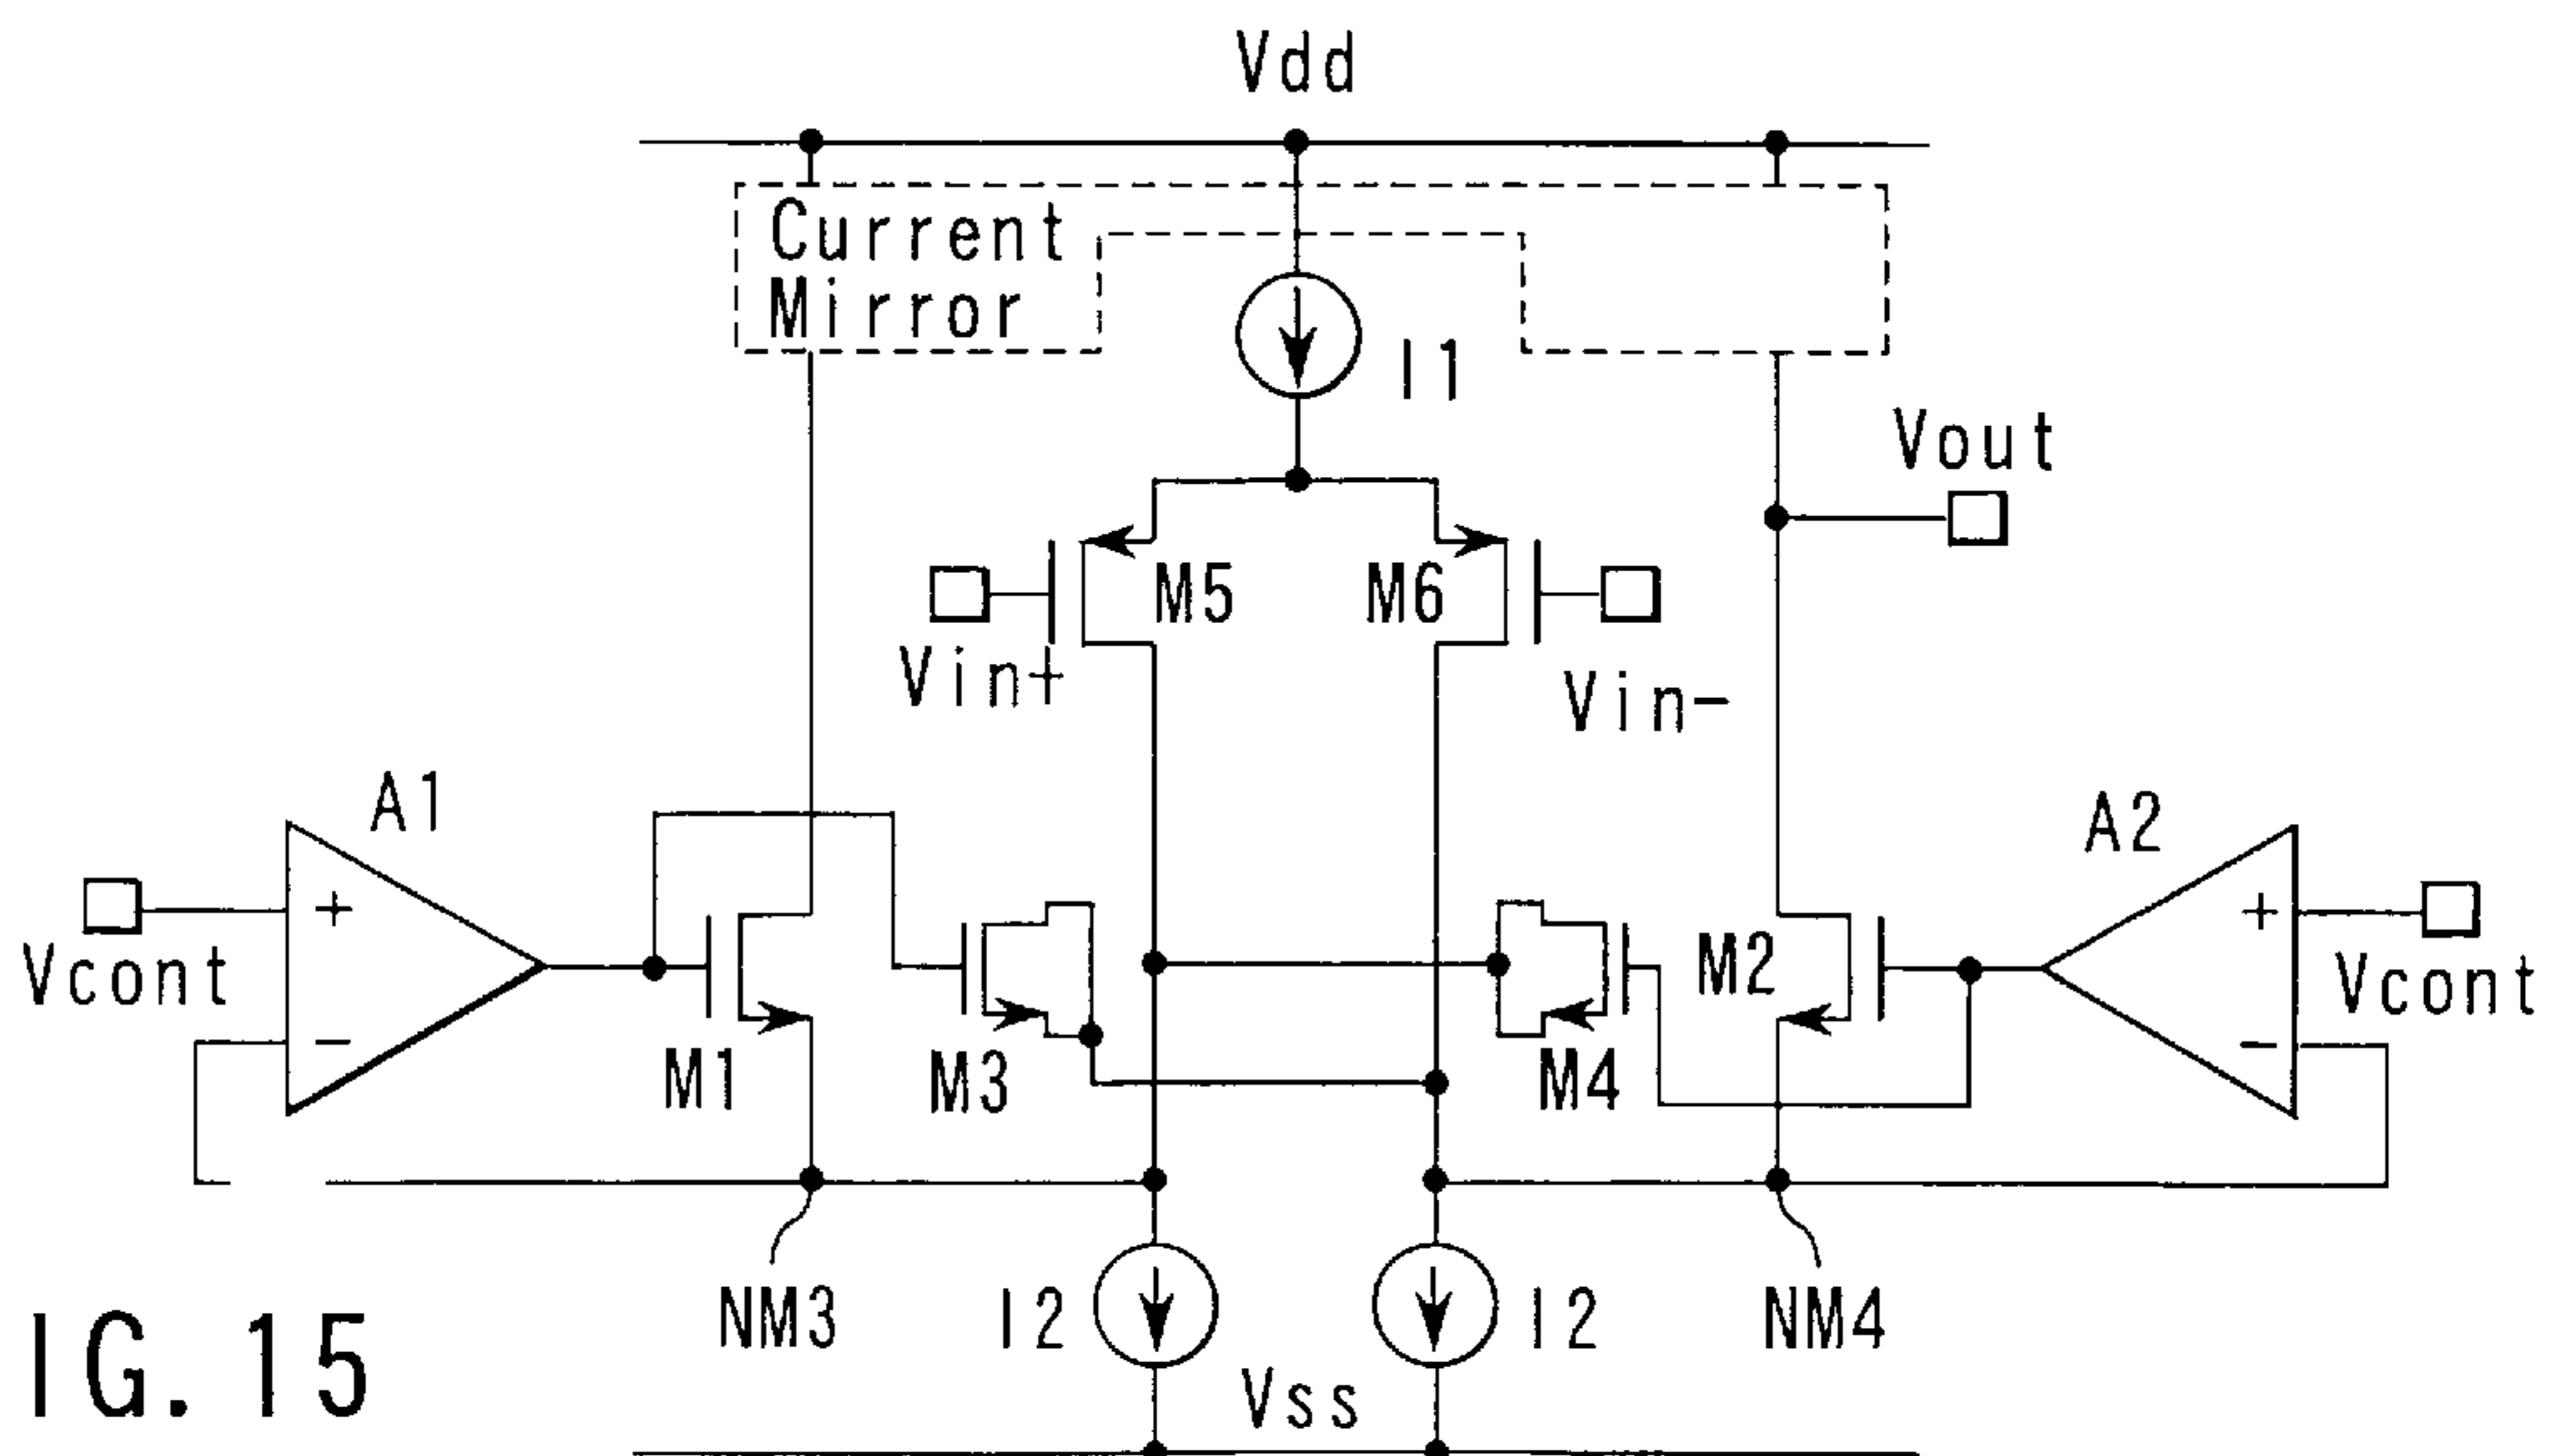 Vdd
Current
Mirror
I1
Vout
M5
M6
Vin+
Vin-
A1
A2
+
+
Vcont
M2
Vcont
-
-
M1
M3
M4
NM3
I2
I2
NM4
IG. 15
Vss